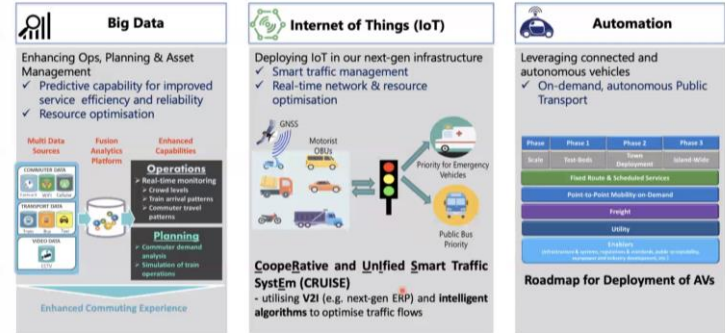 Big Data
Enhancing Ops, Planning & Asset
Management
✓ Predictive capability for improved
service efficiency and reliability
✓ Resource optimisation
Multi Data
Sources
Fusion
Analytics
Platform
Enhanced
Capabilities
COMMUTER DATA
WiFi
Cellular
TRANSPORT DATA
Train
Bus
Taxi
VIDEO DATA
CCTV
Operations
➢ Real-time monitoring
➢ Crowd levels
➢ Train arrival patterns
➢ Commuter travel
patterns
Planning
➢ Commuter demand
analysis
➢ Simulation of train
operations
Enhanced Commuting Experience
Internet of Things (IoT)
Deploying IoT in our next-gen infrastructure
✓ Smart traffic management
✓ Real-time network & resource
optimisation
GNSS
Motorist
OBUs
Priority for Emergency
Vehicles
Public Bus
Priority
CoopeRative and UnIfied Smart Traffic
SystEm (CRUISE)
- utilising V2I (e.g. next-gen ERP) and intelligent
algorithms to optimise traffic flows
Automation
Leveraging connected and
autonomous vehicles
✓ On-demand, autonomous Public
Transport
Phase
Phase 1
Phase 2
Phase 3
Scale
Test-Beds
Town
Deployment
Island-Wide
Fixed Route & Scheduled Services
Point-to-Point Mobility on-Demand
Freight
Utility
Enablers
Roadmap for Deployment of AVs